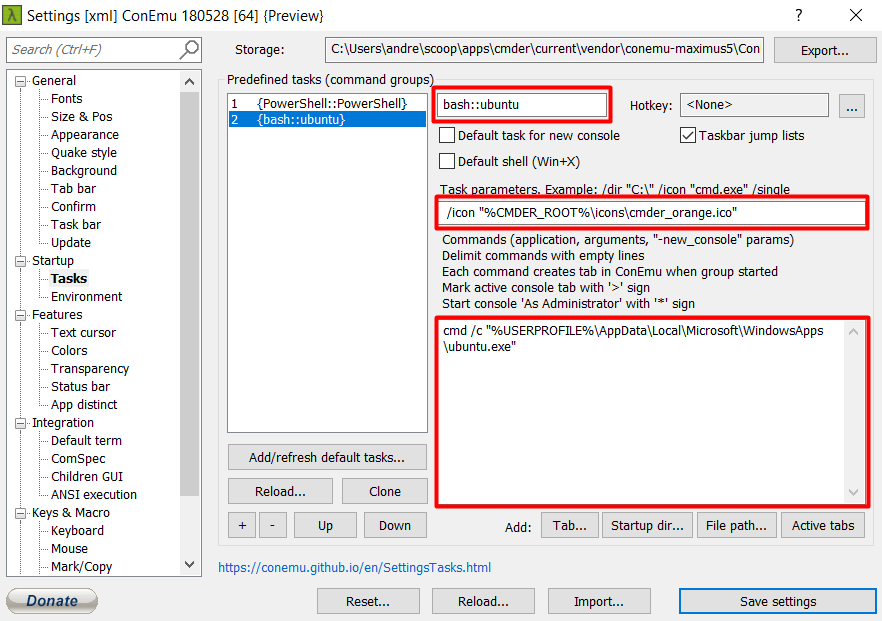 Settings [xml] ConEmu 180528 [64] {Preview}
?
Search (Ctrl+F)
Storage:
C:\Users\andre\scoop\apps\cmder\current\vendor\conemu-maximus5\Con
Export...
General
Fonts
Size & Pos
Appearance
Quake style
Background
Tab bar
Confirm
Task bar
Update
Startup
Tasks
Environment
Features
Text cursor
Colors
Transparency
Status bar
App distinct
Integration
Default term
ComSpec
Children GUI
ANSI execution
Keys & Macro
Keyboard
Mouse
Mark/Copy
Predefined tasks (command groups)
1 {PowerShell::PowerShell}
2 {bash::ubuntu}
bash::ubuntu
Hotkey:
<None>
...
Default task for new console
Taskbar jump lists
Default shell (Win+X)
Task parameters. Example: /dir "C:\" /icon "cmd.exe" /single
/icon "%CMDER_ROOT%\icons\cmder_orange.ico"
Commands (application, arguments, "-new_console" params)
Delimit commands with empty lines
Each command creates tab in ConEmu when group started
Mark active console tab with '>' sign
Start console 'As Administrator' with '*' sign
cmd /c "%USERPROFILE%\AppData\Local\Microsoft\WindowsApps
\ubuntu.exe"
Add/refresh default tasks...
Reload...
Clone
+
-
Up
Down
Add:
Tab...
Startup dir...
File path...
Active tabs
https://conemu.github.io/en/SettingsTasks.html
Donate
Reset...
Reload...
Import...
Save settings